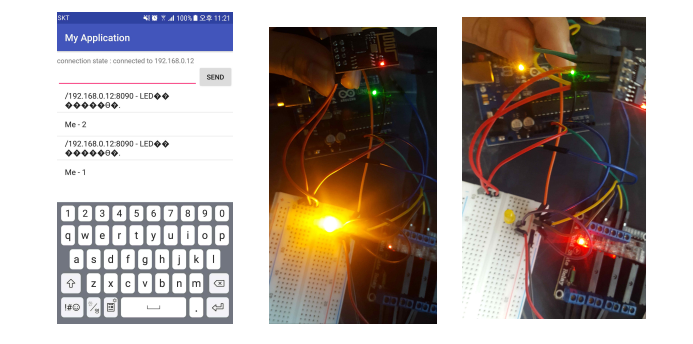 SKT 100% 오후 11:21
My Application
connection state : connected to 192.168.0.12
SEND
/192.168.0.12:8090 - LED��
�����θ�.
Me - 2
/192.168.0.12:8090 - LED��
�����θ�.
Me - 1
1 2 3 4 5 6 7 8 9 0
q w e r t y u i o p
a s d f g h j k l
z x c v b n m
!#☺ .